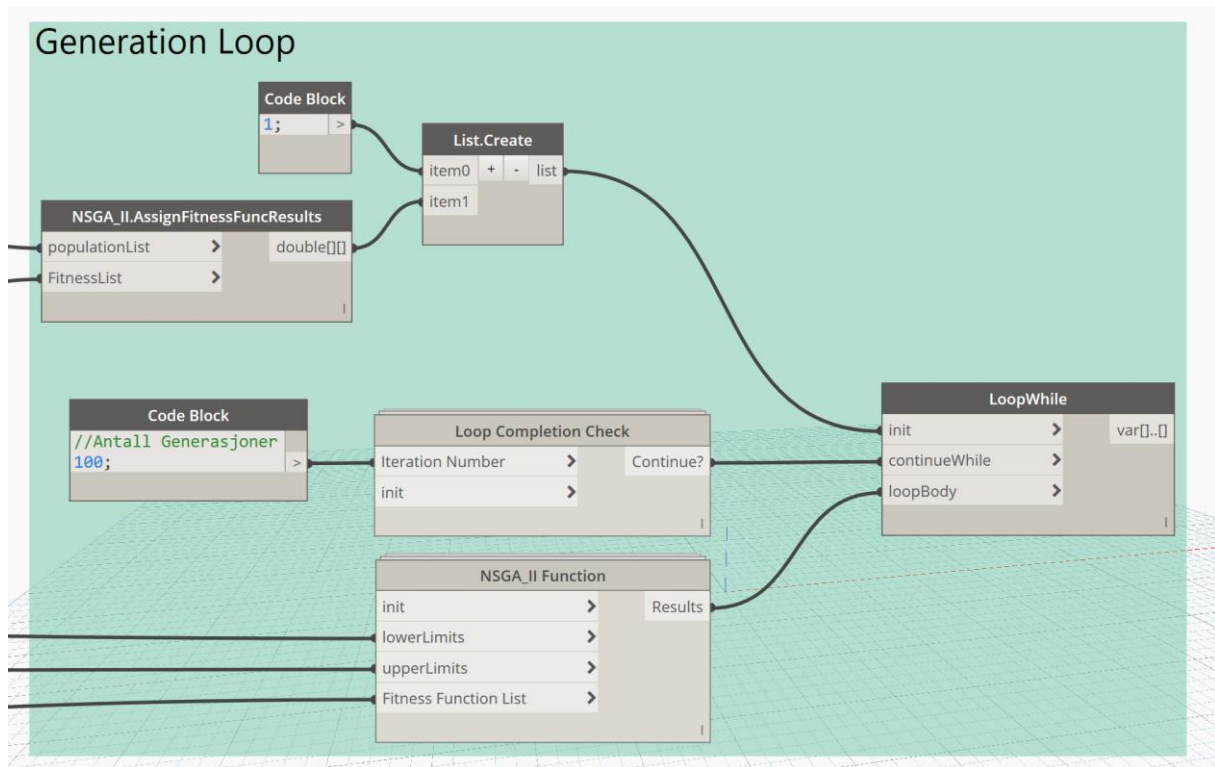 Generation Loop
Code Block
1; >
List.Create
item0 + - list
item1
NSGA_II.AssignFitnessFuncResults
populationList > double[][]
FitnessList >
l
Code Block
//Antall Generasjoner
100; >
Loop Completion Check
Iteration Number > Continue?
init >
l
NSGA_II Function
init > Results
lowerLimits >
upperLimits >
Fitness Function List >
l
LoopWhile
init > var[]..[]
continueWhile >
loopBody >
l